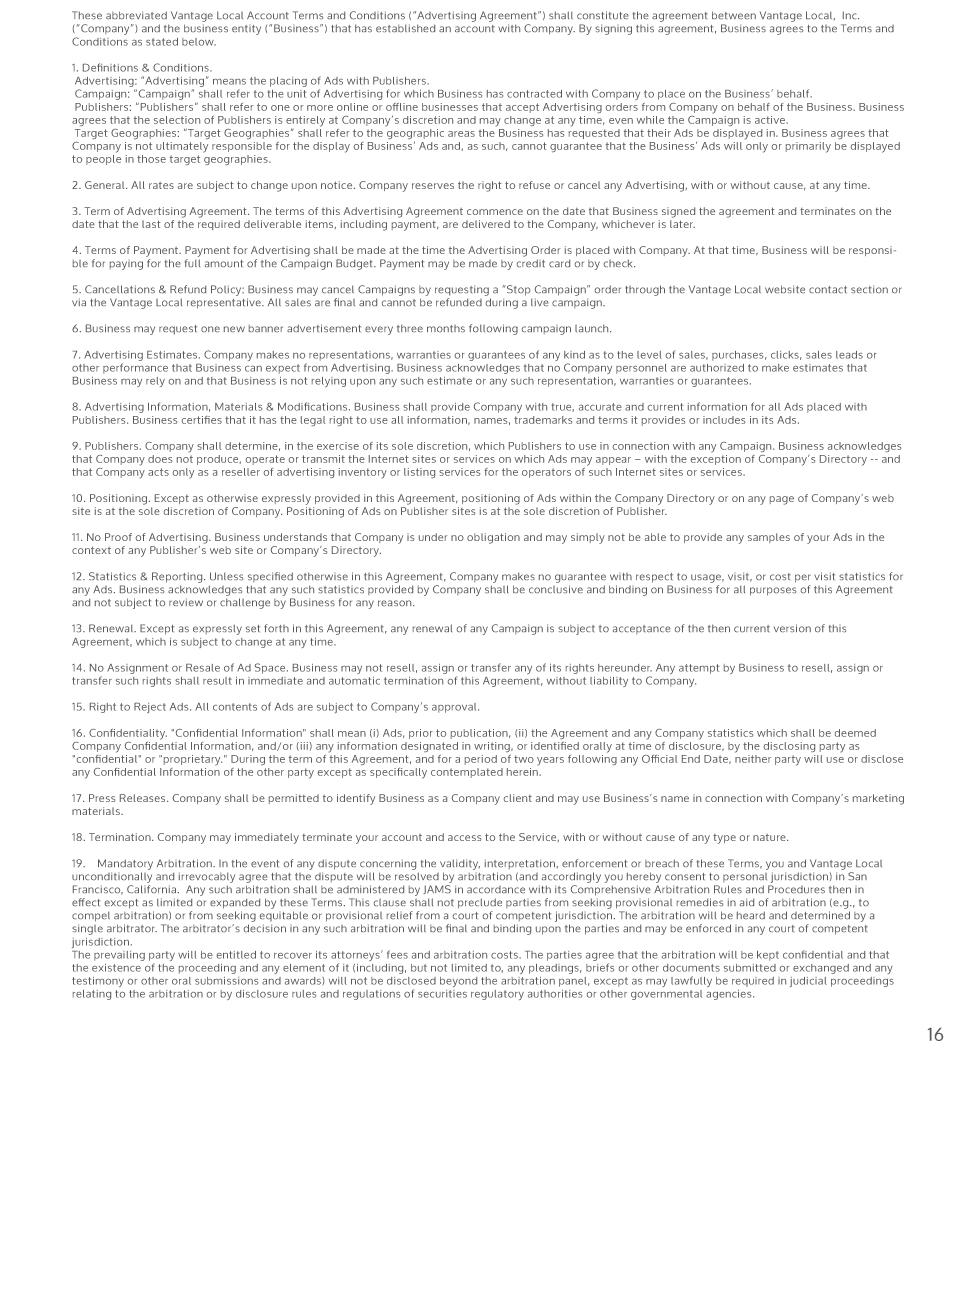 These abbreviated Vantage Local Account Terms and Conditions (“Advertising Agreement”) shall constitute the agreement between Vantage Local,  Inc.
(“Company”) and the business entity (“Business”) that has established an account with Company. By signing this agreement, Business agrees to the Terms and
Conditions as stated below.
1. Definitions & Conditions.
Advertising: “Advertising” means the placing of Ads with Publishers.
Campaign: “Campaign” shall refer to the unit of Advertising for which Business has contracted with Company to place on the Business’ behalf.
Publishers: “Publishers” shall refer to one or more online or offline businesses that accept Advertising orders from Company on behalf of the Business. Business
agrees that the selection of Publishers is entirely at Company’s discretion and may change at any time, even while the Campaign is active.
Target Geographies: “Target Geographies” shall refer to the geographic areas the Business has requested that their Ads be displayed in. Business agrees that
Company is not ultimately responsible for the display of Business’ Ads and, as such, cannot guarantee that the Business’ Ads will only or primarily be displayed
to people in those target geographies.
2. General. All rates are subject to change upon notice. Company reserves the right to refuse or cancel any Advertising, with or without cause, at any time.
3. Term of Advertising Agreement. The terms of this Advertising Agreement commence on the date that Business signed the agreement and terminates on the
date that the last of the required deliverable items, including payment, are delivered to the Company, whichever is later.
4. Terms of Payment. Payment for Advertising shall be made at the time the Advertising Order is placed with Company. At that time, Business will be responsi-
ble for paying for the full amount of the Campaign Budget. Payment may be made by credit card or by check.
5. Cancellations & Refund Policy: Business may cancel Campaigns by requesting a “Stop Campaign” order through the Vantage Local website contact section or
via the Vantage Local representative. All sales are final and cannot be refunded during a live campaign.
6. Business may request one new banner advertisement every three months following campaign launch.
7. Advertising Estimates. Company makes no representations, warranties or guarantees of any kind as to the level of sales, purchases, clicks, sales leads or
other performance that Business can expect from Advertising. Business acknowledges that no Company personnel are authorized to make estimates that
Business may rely on and that Business is not relying upon any such estimate or any such representation, warranties or guarantees.
8. Advertising Information, Materials & Modifications. Business shall provide Company with true, accurate and current information for all Ads placed with
Publishers. Business certifies that it has the legal right to use all information, names, trademarks and terms it provides or includes in its Ads.
9. Publishers. Company shall determine, in the exercise of its sole discretion, which Publishers to use in connection with any Campaign. Business acknowledges
that Company does not produce, operate or transmit the Internet sites or services on which Ads may appear – with the exception of Company’s Directory -- and
that Company acts only as a reseller of advertising inventory or listing services for the operators of such Internet sites or services.
10. Positioning. Except as otherwise expressly provided in this Agreement, positioning of Ads within the Company Directory or on any page of Company’s web
site is at the sole discretion of Company. Positioning of Ads on Publisher sites is at the sole discretion of Publisher.
11. No Proof of Advertising. Business understands that Company is under no obligation and may simply not be able to provide any samples of your Ads in the
context of any Publisher’s web site or Company’s Directory.
12. Statistics & Reporting. Unless specified otherwise in this Agreement, Company makes no guarantee with respect to usage, visit, or cost per visit statistics for
any Ads. Business acknowledges that any such statistics provided by Company shall be conclusive and binding on Business for all purposes of this Agreement
and not subject to review or challenge by Business for any reason.
13. Renewal. Except as expressly set forth in this Agreement, any renewal of any Campaign is subject to acceptance of the then current version of this
Agreement, which is subject to change at any time.
14. No Assignment or Resale of Ad Space. Business may not resell, assign or transfer any of its rights hereunder. Any attempt by Business to resell, assign or
transfer such rights shall result in immediate and automatic termination of this Agreement, without liability to Company.
15. Right to Reject Ads. All contents of Ads are subject to Company’s approval.
16. Confidentiality. "Confidential Information" shall mean (i) Ads, prior to publication, (ii) the Agreement and any Company statistics which shall be deemed
Company Confidential Information, and/or (iii) any information designated in writing, or identified orally at time of disclosure, by the disclosing party as
"confidential" or "proprietary." During the term of this Agreement, and for a period of two years following any Official End Date, neither party will use or disclose
any Confidential Information of the other party except as specifically contemplated herein.
17. Press Releases. Company shall be permitted to identify Business as a Company client and may use Business’s name in connection with Company’s marketing
materials.
18. Termination. Company may immediately terminate your account and access to the Service, with or without cause of any type or nature.
19.    Mandatory Arbitration. In the event of any dispute concerning the validity, interpretation, enforcement or breach of these Terms, you and Vantage Local
unconditionally and irrevocably agree that the dispute will be resolved by arbitration (and accordingly you hereby consent to personal jurisdiction) in San
Francisco, California.  Any such arbitration shall be administered by JAMS in accordance with its Comprehensive Arbitration Rules and Procedures then in
effect except as limited or expanded by these Terms. This clause shall not preclude parties from seeking provisional remedies in aid of arbitration (e.g., to
compel arbitration) or from seeking equitable or provisional relief from a court of competent jurisdiction. The arbitration will be heard and determined by a
single arbitrator. The arbitrator’s decision in any such arbitration will be final and binding upon the parties and may be enforced in any court of competent
jurisdiction.
The prevailing party will be entitled to recover its attorneys’ fees and arbitration costs. The parties agree that the arbitration will be kept confidential and that
the existence of the proceeding and any element of it (including, but not limited to, any pleadings, briefs or other documents submitted or exchanged and any
testimony or other oral submissions and awards) will not be disclosed beyond the arbitration panel, except as may lawfully be required in judicial proceedings
relating to the arbitration or by disclosure rules and regulations of securities regulatory authorities or other governmental agencies.
16